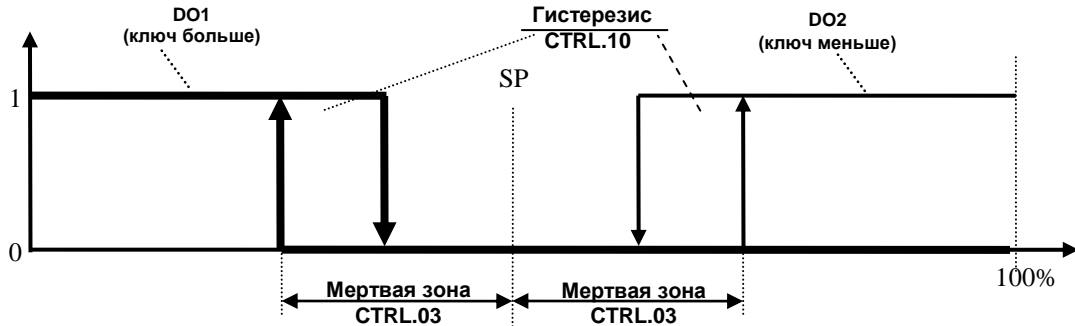 DO1
(ключ больше)
Гистерезис
CTRL.10
DO2
(ключ меньше)
SP
1
0
100%
Мертвая зона
CTRL.03
Мертвая зона
CTRL.03